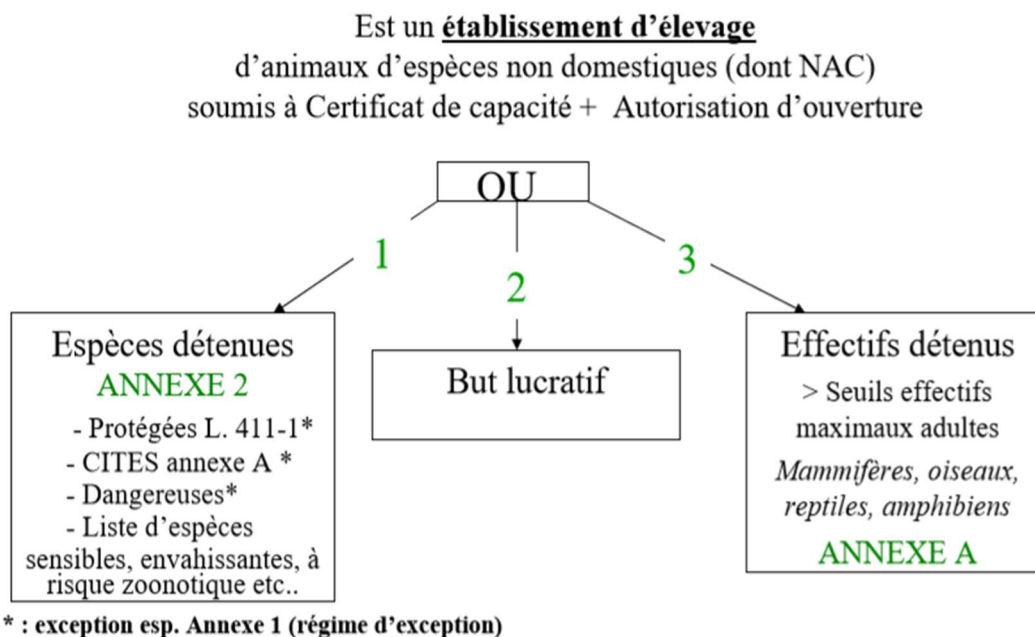 Est un établissement d’élevage
d’animaux d’espèces non domestiques (dont NAC)
soumis à Certificat de capacité + Autorisation d’ouverture
OU
1
2
3
Espèces détenues
ANNEXE 2
- Protégées L. 411-1*
- CITES annexe A *
- Dangereuses*
- Liste d’espèces
sensibles, envahissantes, à
risque zoonotique etc..
But lucratif
Effectifs détenus
> Seuils effectifs
maximaux adultes
Mammifères, oiseaux,
reptiles, amphibiens
ANNEXE A
* : exception esp. Annexe 1 (régime d’exception)